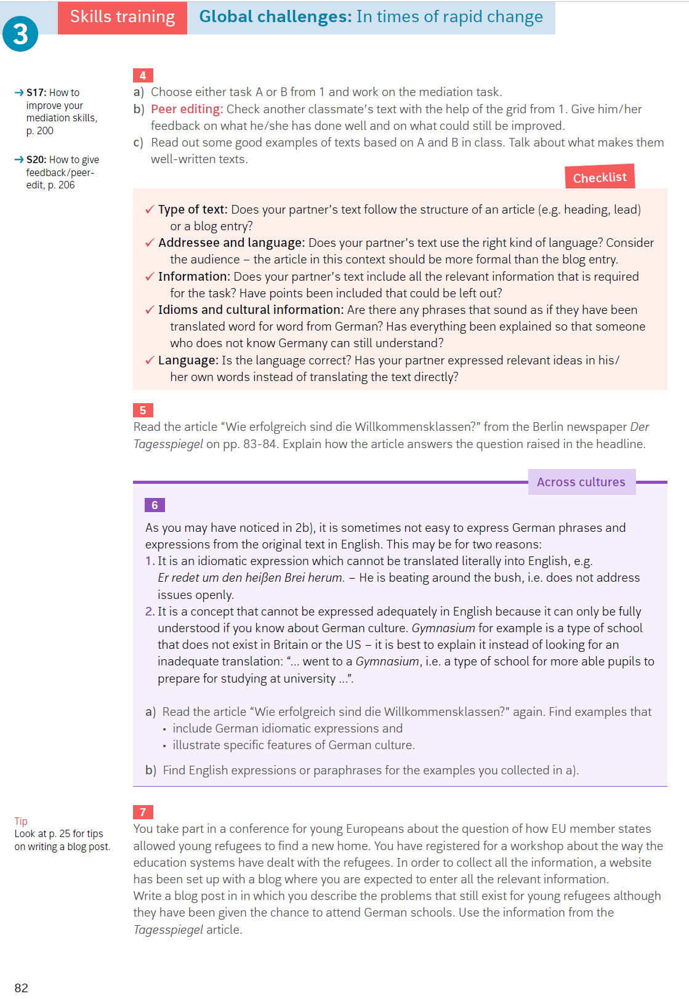 Skills training
Global challenges: In times of rapid change
3
→ S17: How to
improve your
mediation skills,
p. 200
→ S20: How to give
feedback/peer-
edit, p. 206
4
a) Choose either task A or B from 1 and work on the mediation task.
b) Peer editing: Check another classmate’s text with the help of the grid from 1. Give him/her
feedback on what he/she has done well and on what could still be improved.
c) Read out some good examples of texts based on A and B in class. Talk about what makes them
well-written texts.
Checklist
✓ Type of text: Does your partner’s text follow the structure of an article (e.g. heading, lead)
or a blog entry?
✓ Addressee and language: Does your partner’s text use the right kind of language? Consider
the audience – the article in this context should be more formal than the blog entry.
✓ Information: Does your partner’s text include all the relevant information that is required
for the task? Have points been included that could be left out?
✓ Idioms and cultural information: Are there any phrases that sound as if they have been
translated word for word from German? Has everything been explained so that someone
who does not know Germany can still understand?
✓ Language: Is the language correct? Has your partner expressed relevant ideas in his/
her own words instead of translating the text directly?
5
Read the article “Wie erfolgreich sind die Willkommensklassen?” from the Berlin newspaper Der
Tagesspiegel on pp. 83-84. Explain how the article answers the question raised in the headline.
Across cultures
6
As you may have noticed in 2b), it is sometimes not easy to express German phrases and
expressions from the original text in English. This may be for two reasons:
1. It is an idiomatic expression which cannot be translated literally into English, e.g.
Er redet um den heißen Brei herum. – He is beating around the bush, i.e. does not address
issues openly.
2. It is a concept that cannot be expressed adequately in English because it can only be fully
understood if you know about German culture. Gymnasium for example is a type of school
that does not exist in Britain or the US – it is best to explain it instead of looking for an
inadequate translation: “... went to a Gymnasium, i.e. a type of school for more able pupils to
prepare for studying at university ...”.
a) Read the article “Wie erfolgreich sind die Willkommensklassen?” again. Find examples that
• include German idiomatic expressions and
• illustrate specific features of German culture.
b) Find English expressions or paraphrases for the examples you collected in a).
Tip
Look at p. 25 for tips
on writing a blog post.
7
You take part in a conference for young Europeans about the question of how EU member states
allowed young refugees to find a new home. You have registered for a workshop about the way the
education systems have dealt with the refugees. In order to collect all the information, a website
has been set up with a blog where you are expected to enter all the relevant information.
Write a blog post in in which you describe the problems that still exist for young refugees although
they have been given the chance to attend German schools. Use the information from the
Tagesspiegel article.
82